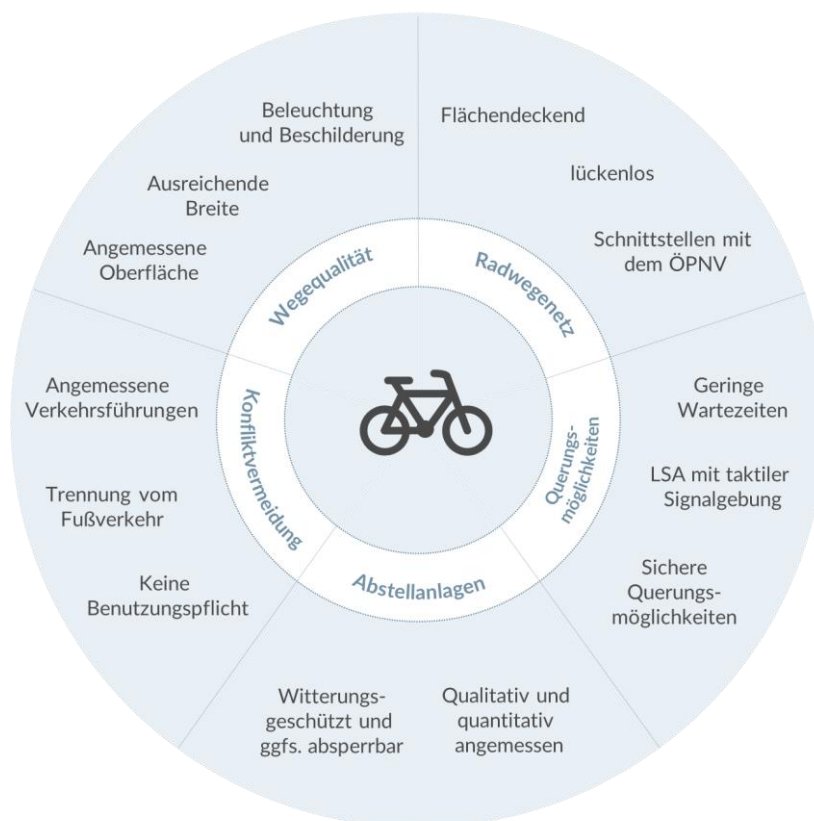 Beleuchtung
und Beschilderung
Ausreichende
Breite
Angemessene
Oberfläche
Wegequalität
Flächendeckend
lückenlos
Schnittstellen mit
dem ÖPNV
Radwegenetz
Geringe
Wartezeiten
LSA mit taktiler
Signalgebung
Sichere
Querungs-
möglichkeiten
Querungs-
möglichkeiten
Qualitativ und
quantitativ
angemessen
Witterungs-
geschützt und
ggfs. absperrbar
Abstellanlagen
Angemessene
Verkehrsführungen
Trennung vom
Fußverkehr
Keine
Benutzungspflicht
Konfliktvermeidung